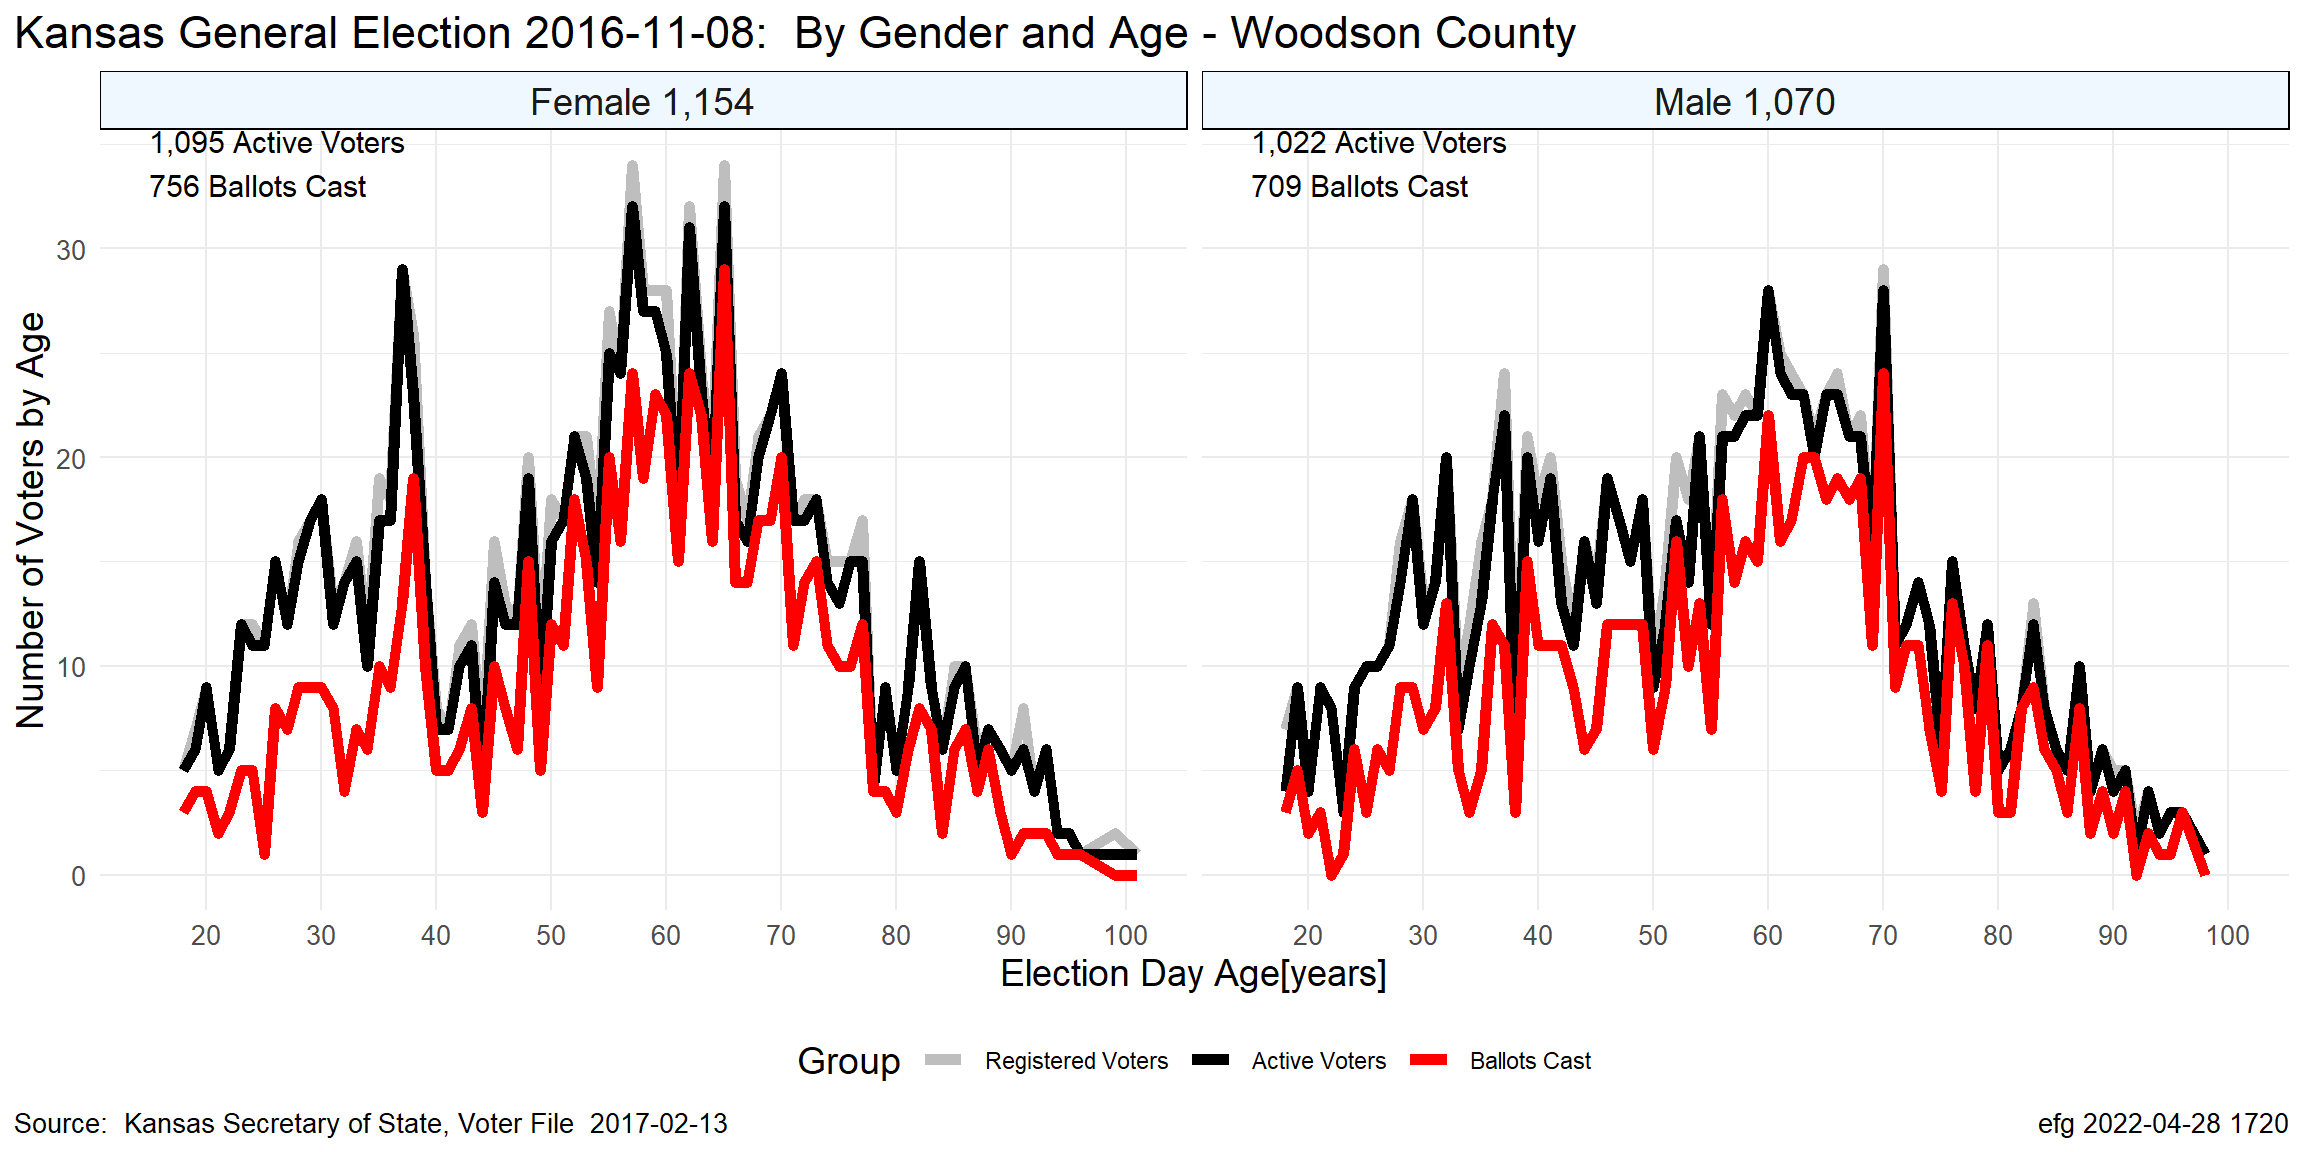 Kansas General Election 2016-11-08:  By Gender and Age - Woodson County
Female 1,154
Male 1,070
1,095 Active Voters
756 Ballots Cast
1,022 Active Voters
709 Ballots Cast
Number of Voters by Age
30
20
10
0
20 30 40 50 60 70 80 90 100
20 30 40 50 60 70 80 90 100
Election Day Age[years]
Group Registered Voters Active Voters Ballots Cast
Source:  Kansas Secretary of State, Voter File  2017-02-13
efg 2022-04-28 1720